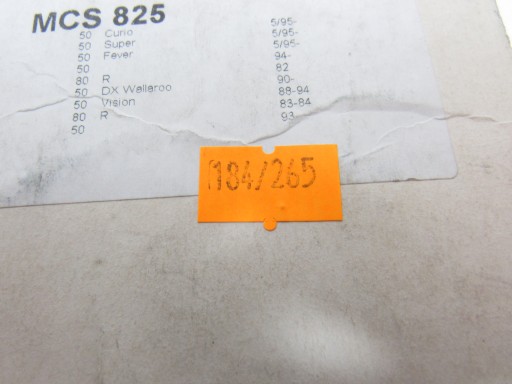 MCS 825
50 Curio 5/95-
50 Super 5/95-
50 Fever 5/95-
50 94-
80 R 82
50 DX Wallaroo 90-
50 Vision 88-94
80 R 83-84
50 93
184/265